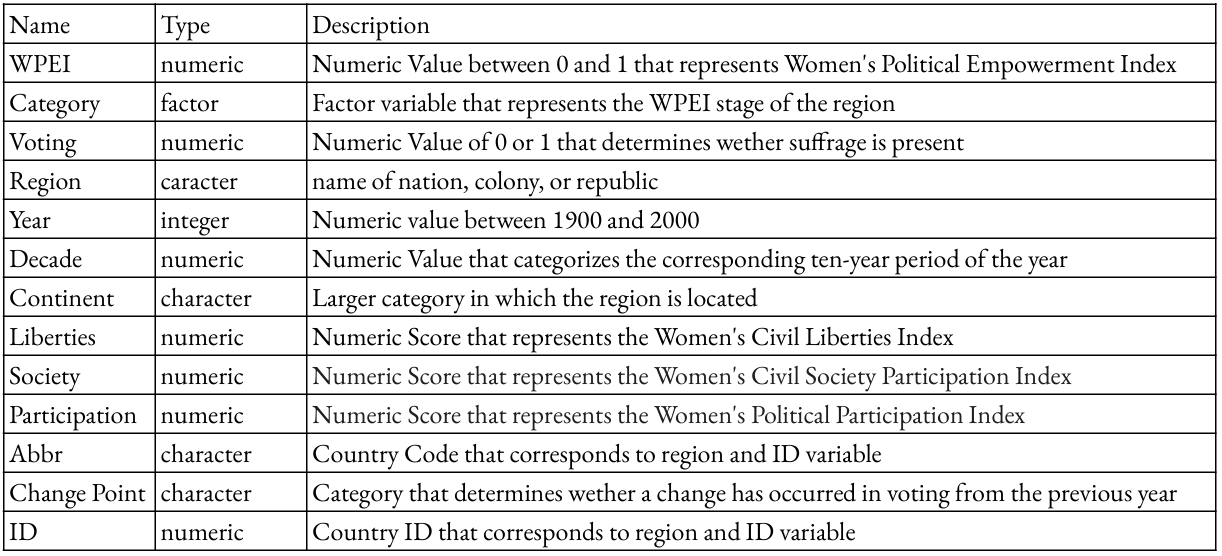 Name Type Description
WPEI numeric Numeric Value between 0 and 1 that represents Women's Political Empowerment Index
Category factor Factor variable that represents the WPEI stage of the region
Voting numeric Numeric Value of 0 or 1 that determines wether suffrage is present
Region caracter name of nation, colony, or republic
Year integer Numeric value between 1900 and 2000
Decade numeric Numeric Value that categorizes the corresponding ten-year period of the year
Continent character Larger category in which the region is located
Liberties numeric Numeric Score that represents the Women's Civil Liberties Index
Society numeric Numeric Score that represents the Women's Civil Society Participation Index
Participation numeric Numeric Score that represents the Women's Political Participation Index
Abbr character Country Code that corresponds to region and ID variable
Change Point character Category that determines wether a change has occurred in voting from the previous year
ID numeric Country ID that corresponds to region and ID variable